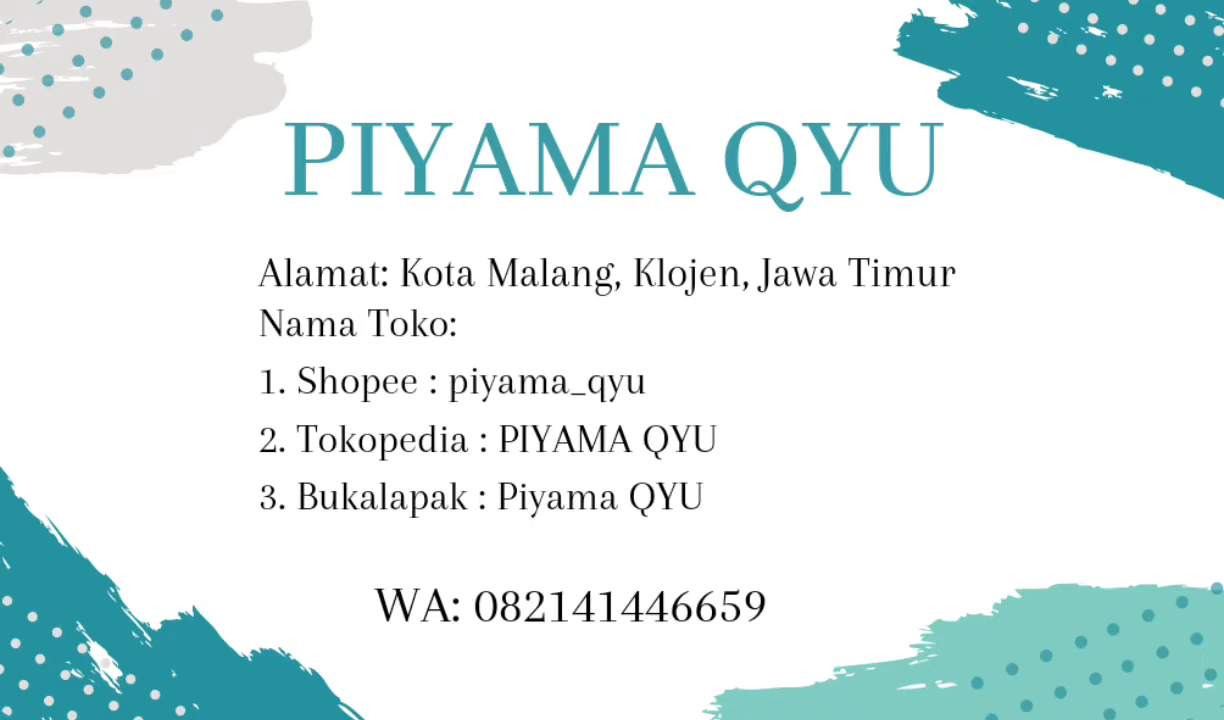 PIYAMA QYU
Alamat: Kota Malang, Klojen, Jawa Timur
Nama Toko:
1. Shopee : piyama_qyu
2. Tokopedia : PIYAMA QYU
3. Bukalapak : Piyama QYU
WA: 082141446659